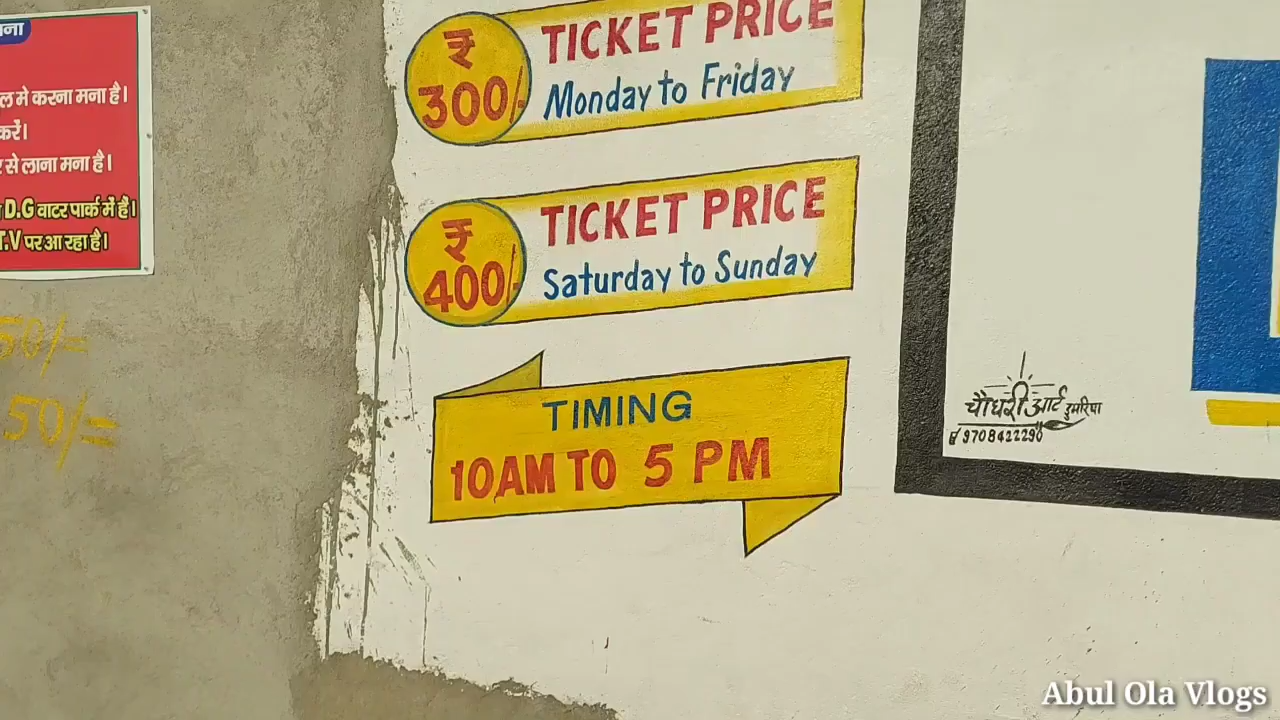 ना
ल मे करना मना है।
करें।
से लाना मना है।
D.G वाटर पार्क में है।
T.V पर आ रहा है।
50/=
50/=
₹ 300/-
TICKET PRICE
Monday to Friday
₹ 400/-
TICKET PRICE
Saturday to Sunday
TIMING
10AM TO 5 PM
चौधरी आर्ट डुमरिया
9708422290
Abul Ola Vlogs